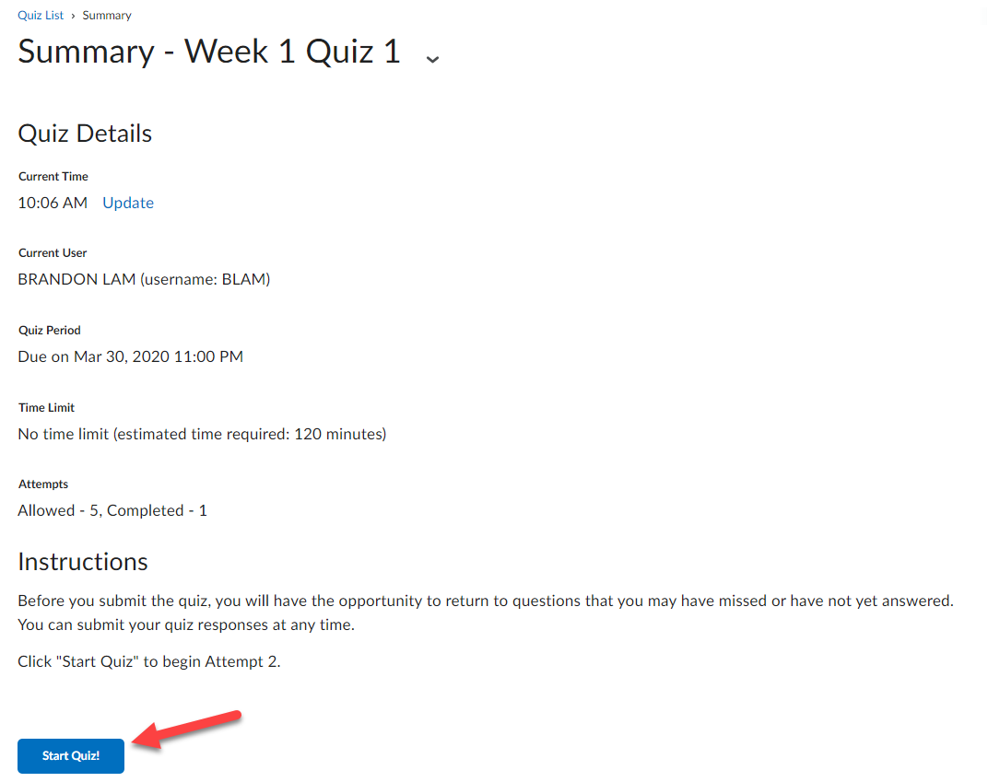 Quiz List › Summary
Summary - Week 1 Quiz 1
Quiz Details
Current Time
10:06 AM Update
Current User
BRANDON LAM (username: BLAM)
Quiz Period
Due on Mar 30, 2020 11:00 PM
Time Limit
No time limit (estimated time required: 120 minutes)
Attempts
Allowed - 5, Completed - 1
Instructions
Before you submit the quiz, you will have the opportunity to return to questions that you may have missed or have not yet answered.
You can submit your quiz responses at any time.
Click "Start Quiz" to begin Attempt 2.
Start Quiz!